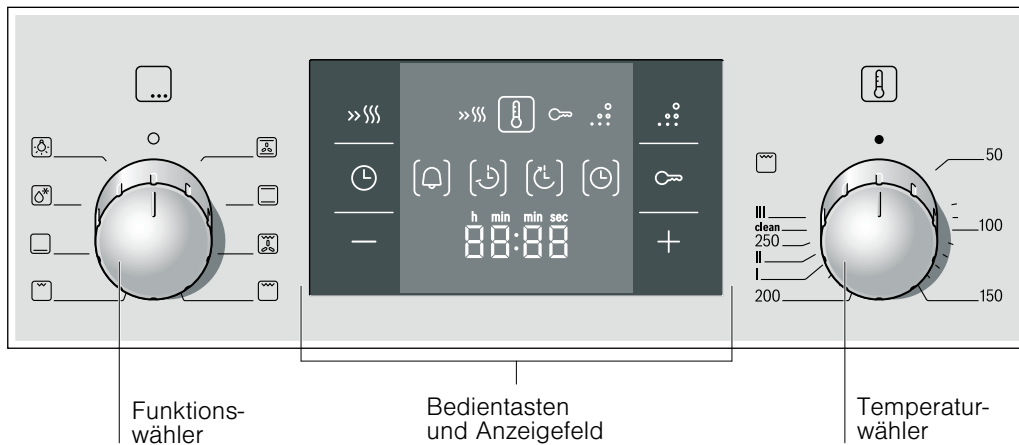 h min min sec
88:88
50
100
150
III
clean
250
II
I
200
Funktions-
wähler
Bedientasten
und Anzeigefeld
Temperatur-
wähler